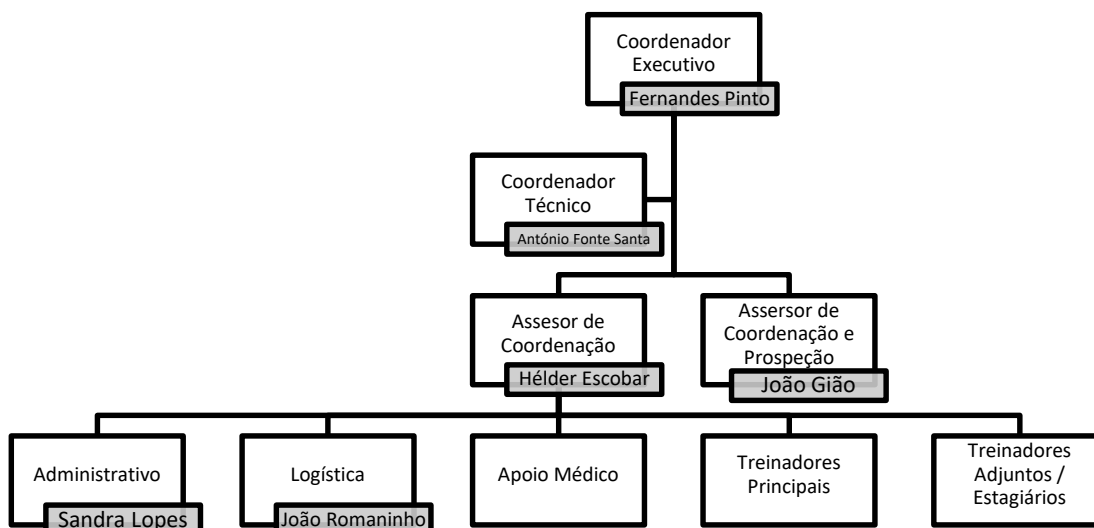 Coordenador
Executivo
Fernandes Pinto
Coordenador
Técnico
António Fonte Santa
Assesor de
Coordenação
Hélder Escobar
Assersor de
Coordenação e
Prospeção
João Gião
Administrativo
Sandra Lopes
Logística
João Romaninho
Apoio Médico
Treinadores
Principais
Treinadores
Adjuntos /
Estagiários